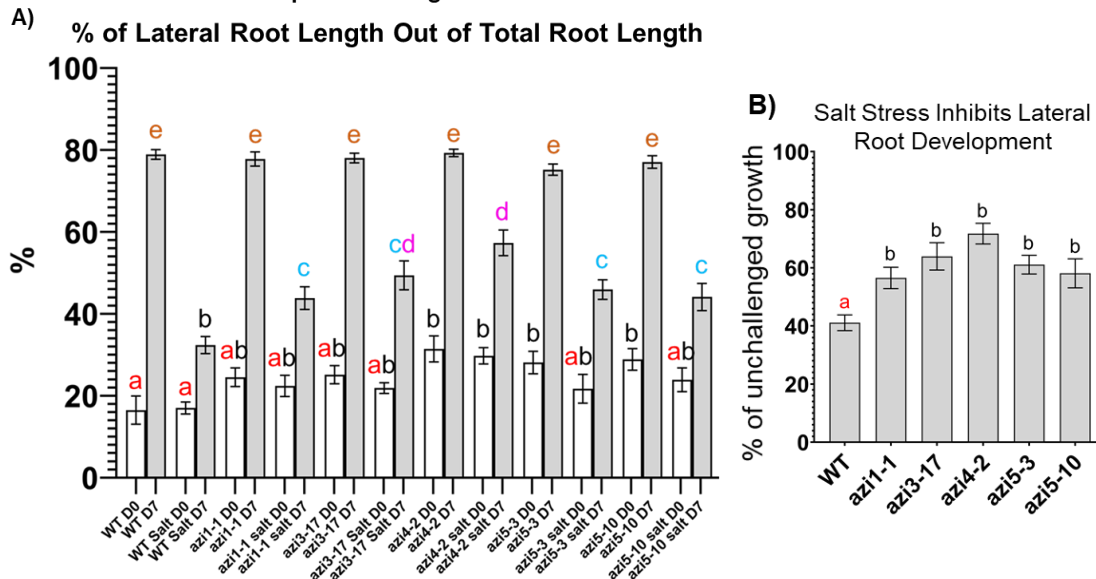 A)
% of Lateral Root Length Out of Total Root Length
%
100
80
60
40
20
0
a
e
a
b
ab
e
ab
c
ab
e
ab
cd
b
e
b
d
b
e
ab
c
b
e
ab
c
WT D0
WT D7
WT Salt D0
WT Salt D7
azi1-1 D0
azi1-1 D7
azi1-1 salt D0
azi1-1 salt D7
azi3-17 D0
azi3-17 D7
azi3-17 Salt D0
azi3-17 Salt D7
azi4-2 D0
azi4-2 D7
azi4-2 salt D0
azi4-2 salt D7
azi5-3 D0
azi5-3 D7
azi5-3 salt D0
azi5-3 salt D7
azi5-10 D0
azi5-10 D7
azi5-10 salt D0
azi5-10 salt D7
B)
Salt Stress Inhibits Lateral
Root Development
% of unchallenged growth
100
80
60
40
20
0
a
b
b
b
b
b
WT
azi1-1
azi3-17
azi4-2
azi5-3
azi5-10